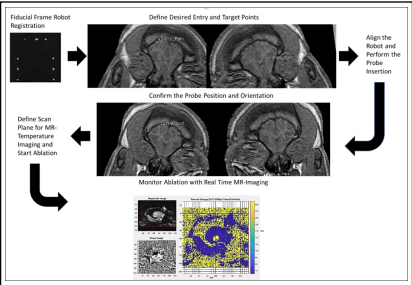 Fiducial Frame Robot
Registration
Define Desired Entry and Target Points
Align the
Robot and
Perform the
Probe
Insertion
Confirm the Probe Position and Orientation
Define Scan
Plane for MR-
Temperature
Imaging and
Start Ablation
Monitor Ablation with Real Time MR-Imaging